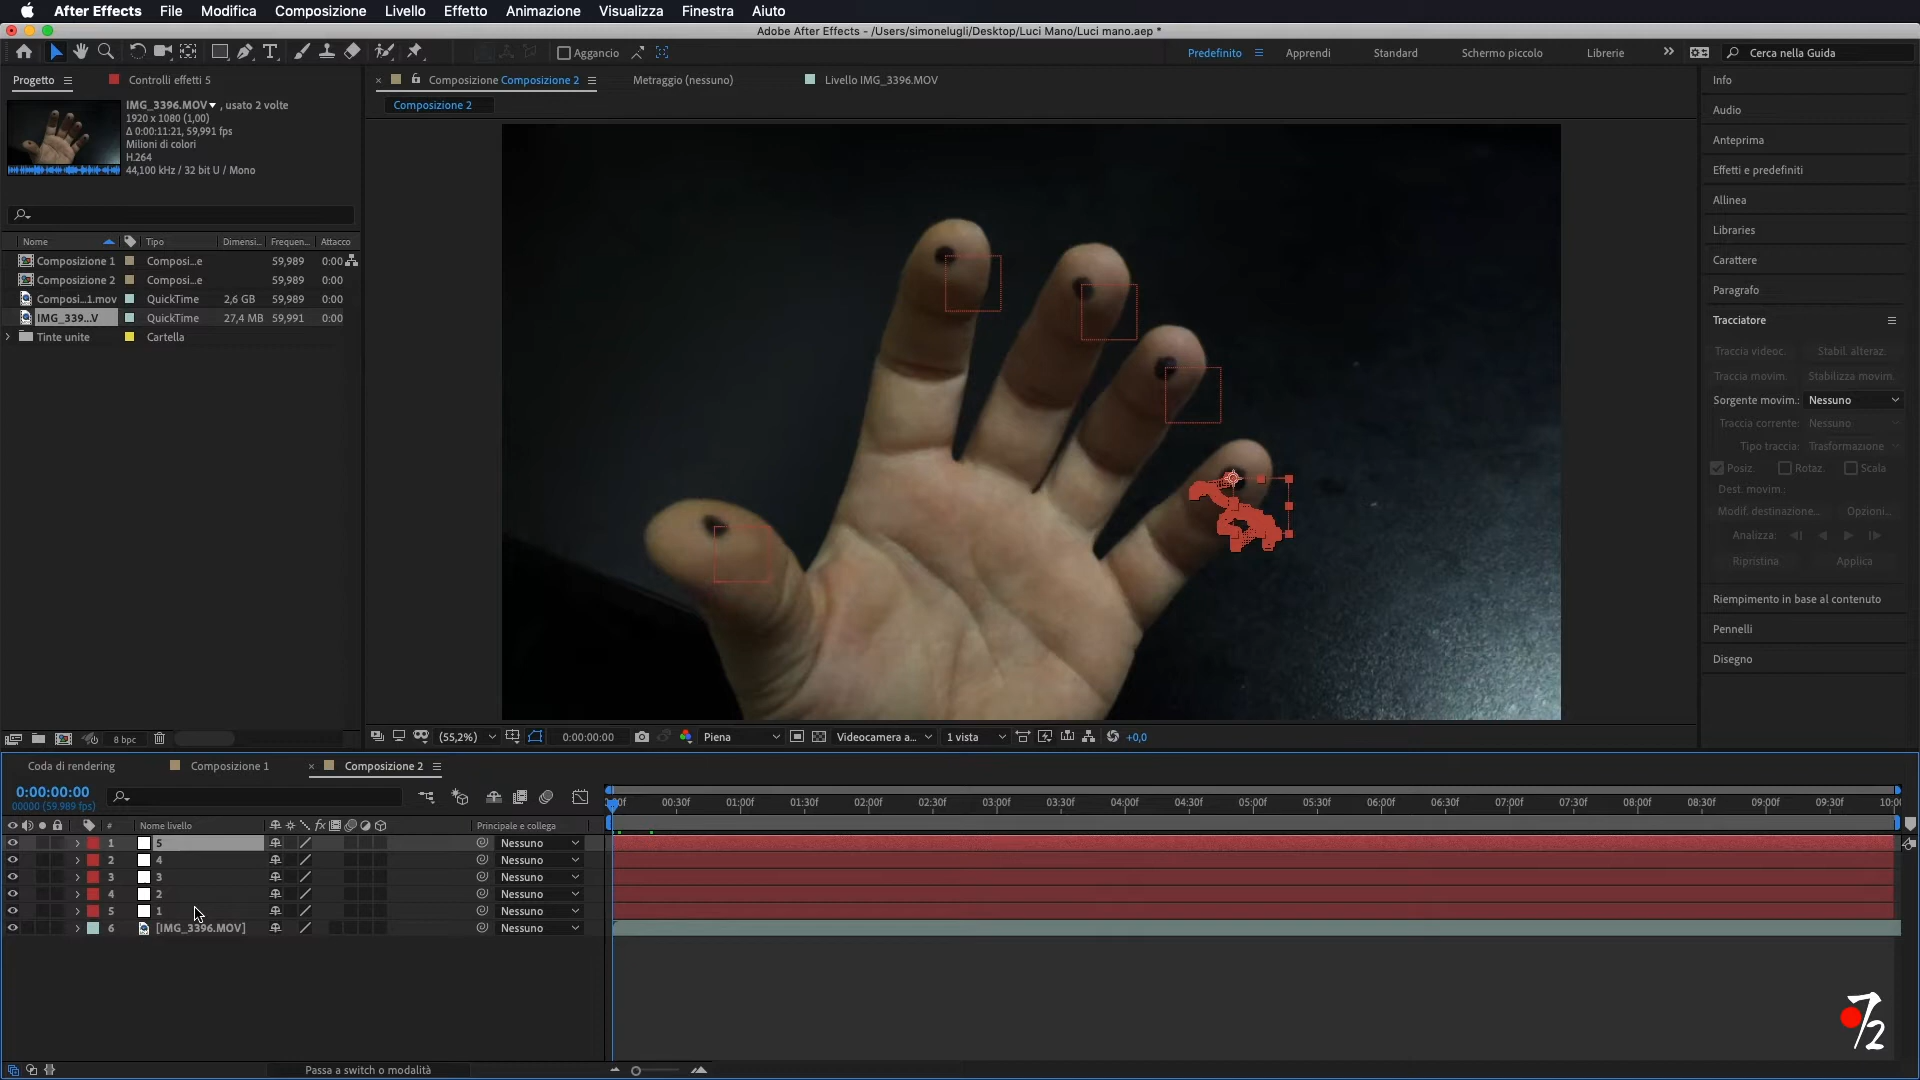 After Effects File Modifica Composizione Livello Effetto Animazione Visualizza Finestra Aiuto
Adobe After Effects - /Users/simonelugli/Desktop/Luci Mano/Luci mano.aep *
Aggancio Predefinito Apprendi Standard Schermo piccolo Librerie Cerca nella Guida
Progetto Controlli effetti 5
Composizione Composizione 2 Metraggio (nessuno) Livello IMG_3396.MOV
Composizione 2
IMG_3396.MOV , usato 2 volte
1920 x 1080 (1,00)
Δ 0:00:11:21, 59,991 fps
Milioni di colori
H.264
44,100 kHz / 32 bit U / Mono
Nome Tipo Dimensi... Frequen... Attacco
Composizione 1 Composi...e 59,989 0:00
Composizione 2 Composi...e 59,989 0:00
Composi...1.mov QuickTime 2,6 GB 59,989 0:00
IMG_339...V QuickTime 27,4 MB 59,991 0:00
Tinte unite Cartella
Info
Audio
Anteprima
Effetti e predefiniti
Allinea
Libraries
Carattere
Paragrafo
Tracciatore
Traccia videoc. Stabil. alteraz.
Traccia movim. Stabilizza movim.
Sorgente movim.: Nessuno
Traccia corrente: Nessuno
Tipo traccia: Trasformazione
Posiz. Rotaz. Scala
Dest. movim :
Modif. destinazione... Opzioni...
Analizza:
Ripristina Applica
Riempimento in base al contenuto
Pennelli
Disegno
8 bpc
(55,2%) 0:00:00:00 Piena Videocamera a... 1 vista +0,0
Coda di rendering Composizione 1 Composizione 2
0:00:00:00
00000 (59.989 fps)
00:30f 01:00f 01:30f 02:00f 02:30f 03:00f 03:30f 04:00f 04:30f 05:00f 05:30f 06:00f 06:30f 07:00f 07:30f 08:00f 08:30f 09:00f 09:30f
# Nome livello fx Principale e collega
1 5 Nessuno
2 4 Nessuno
3 3 Nessuno
4 2 Nessuno
5 1 Nessuno
6 [IMG_3396.MOV] Nessuno
Passa a switch o modalità
7/2